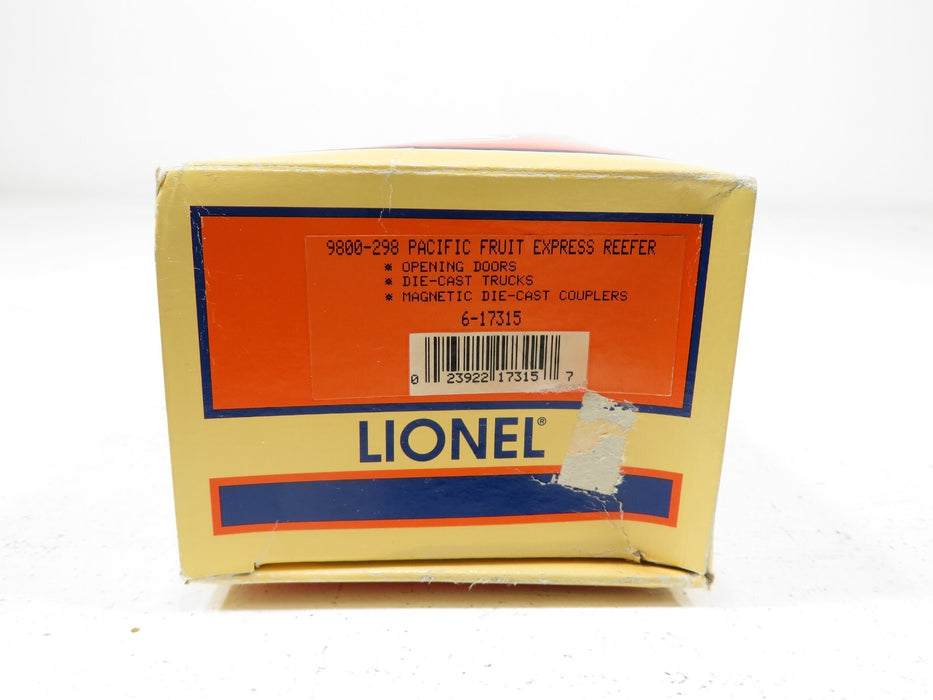 9800-298 PACIFIC FRUIT EXPRESS REEFER
* OPENING DOORS
* DIE-CAST TRUCKS
* MAGNETIC DIE-CAST COUPLERS
6-17315
0 23922 17315 7
LIONEL®